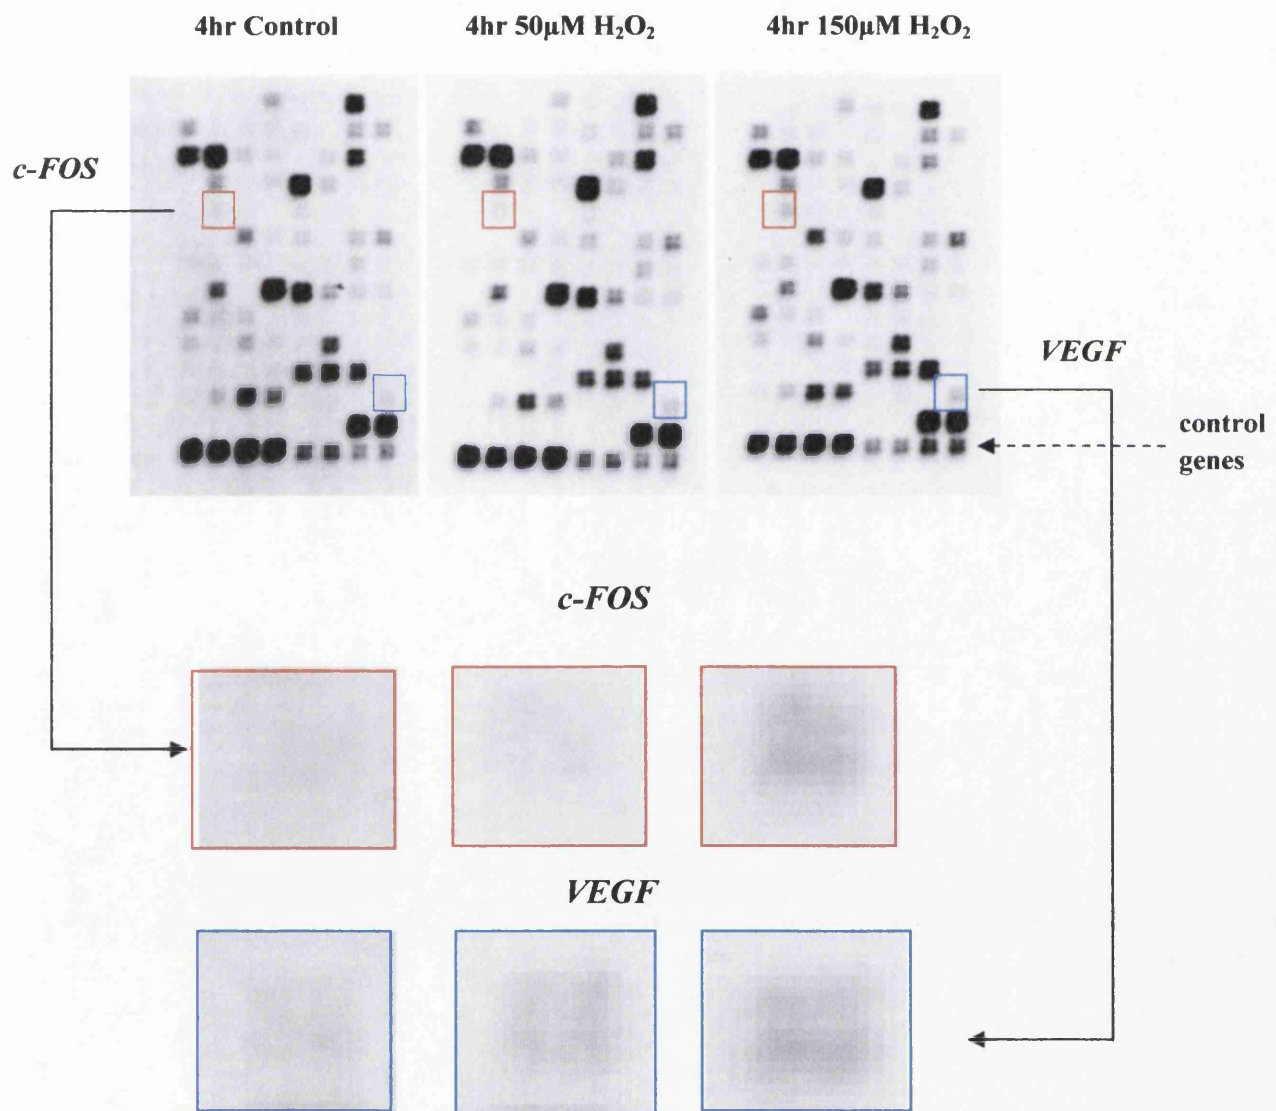 4hr Control
4hr 50µM H₂O₂
4hr 150µM H₂O₂
c-FOS
VEGF
control
genes
c-FOS
VEGF